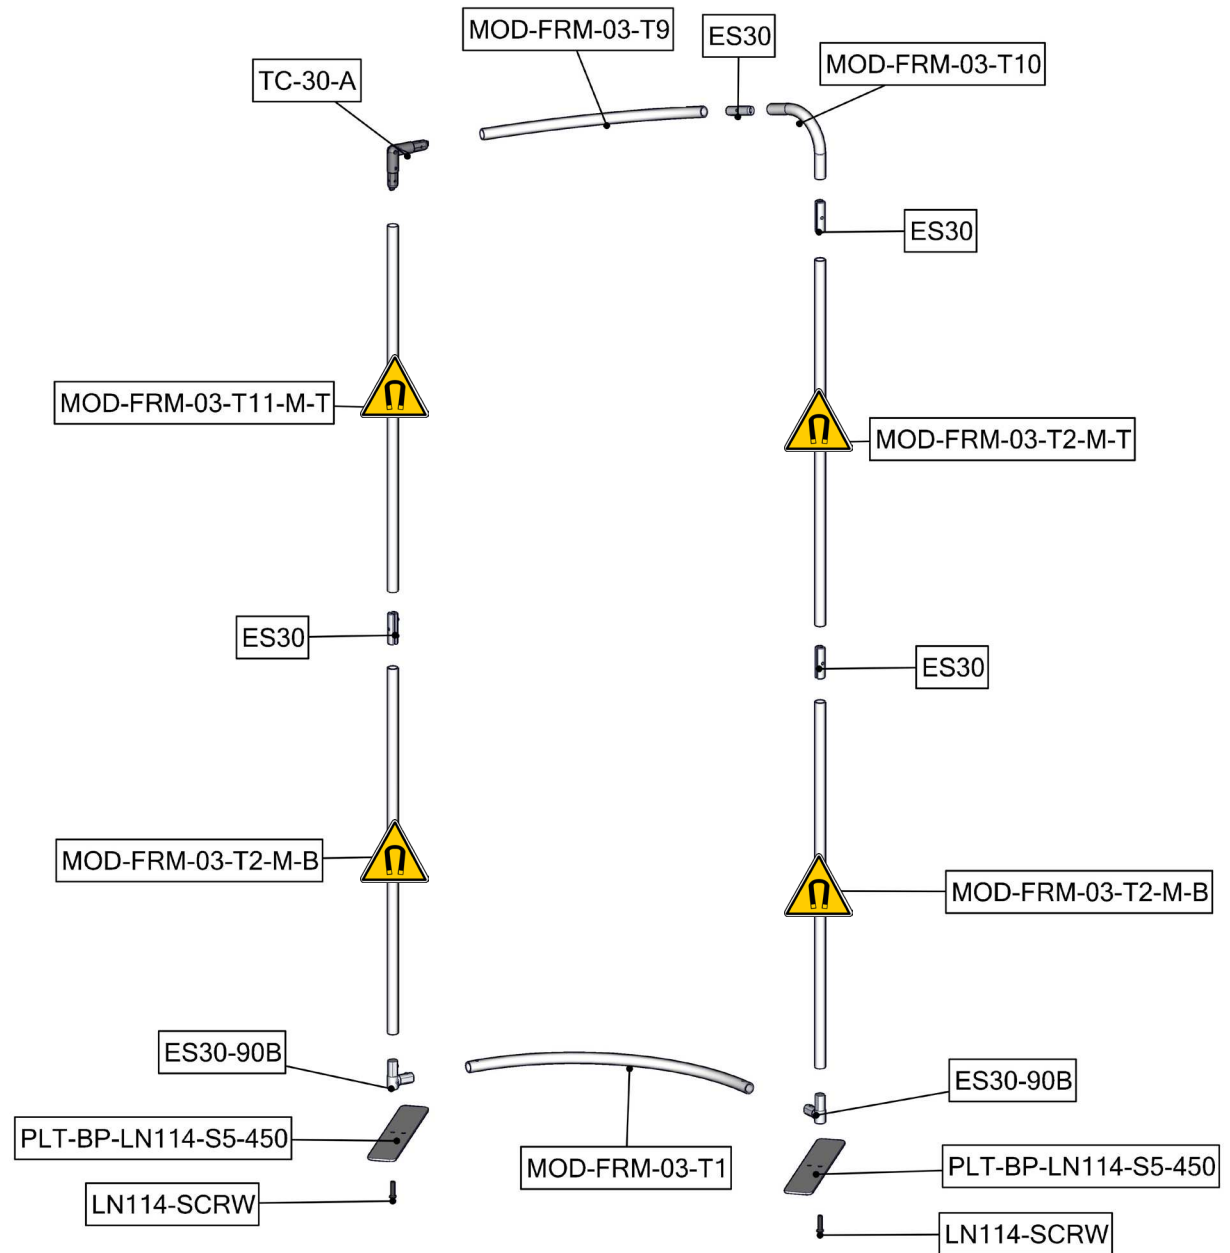 MOD-FRM-03-T9
ES30
MOD-FRM-03-T10
TC-30-A
ES30
MOD-FRM-03-T11-M-T
MOD-FRM-03-T2-M-T
ES30
ES30
MOD-FRM-03-T2-M-B
MOD-FRM-03-T2-M-B
ES30-90B
ES30-90B
PLT-BP-LN114-S5-450
MOD-FRM-03-T1
PLT-BP-LN114-S5-450
LN114-SCRW
LN114-SCRW